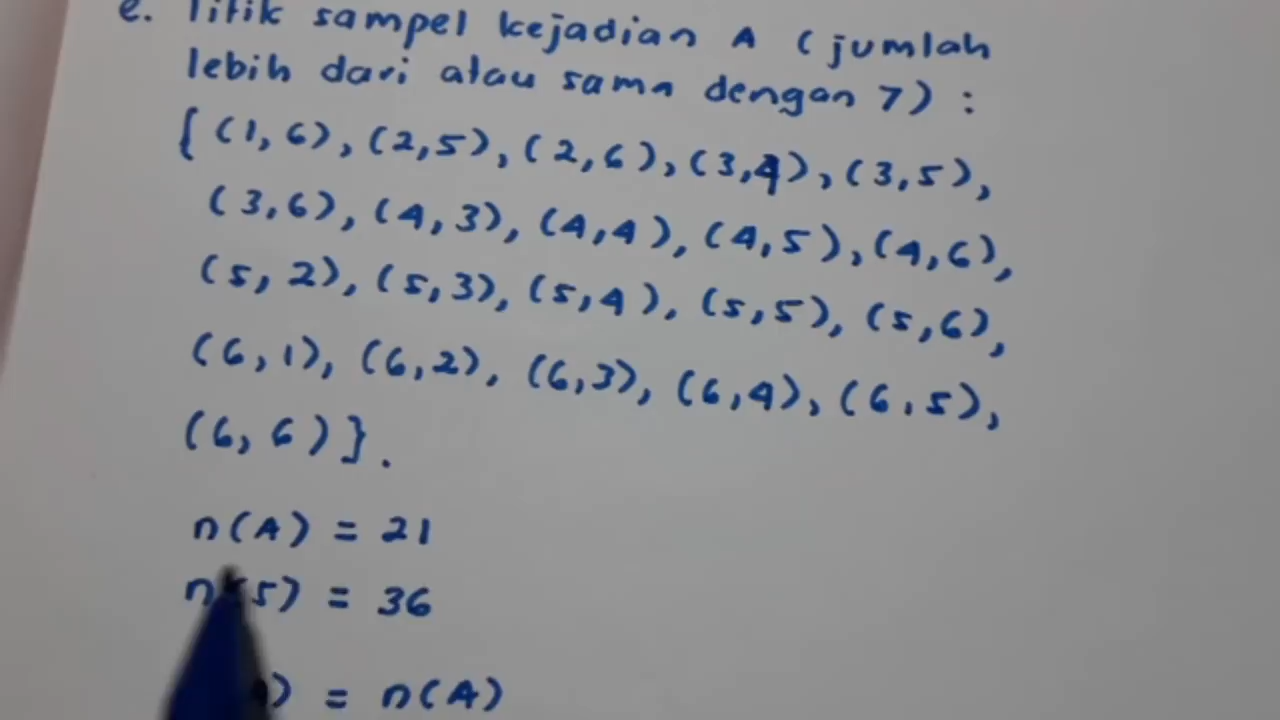 e. Titik sampel kejadian A (jumlah
lebih dari atau sama dengan 7) :
{ (1, 6), (2,5), (2,6), (3,4), (3,5),
(3,6), (4,3), (4,4), (4,5), (4,6),
(5, 2), (5,3), (5,4), (5,5), (5,6),
(6,1), (6,2), (6,3), (6,4), (6,5),
(6, 6) }.
n(A) = 21
n(S) = 36
) = n(A)